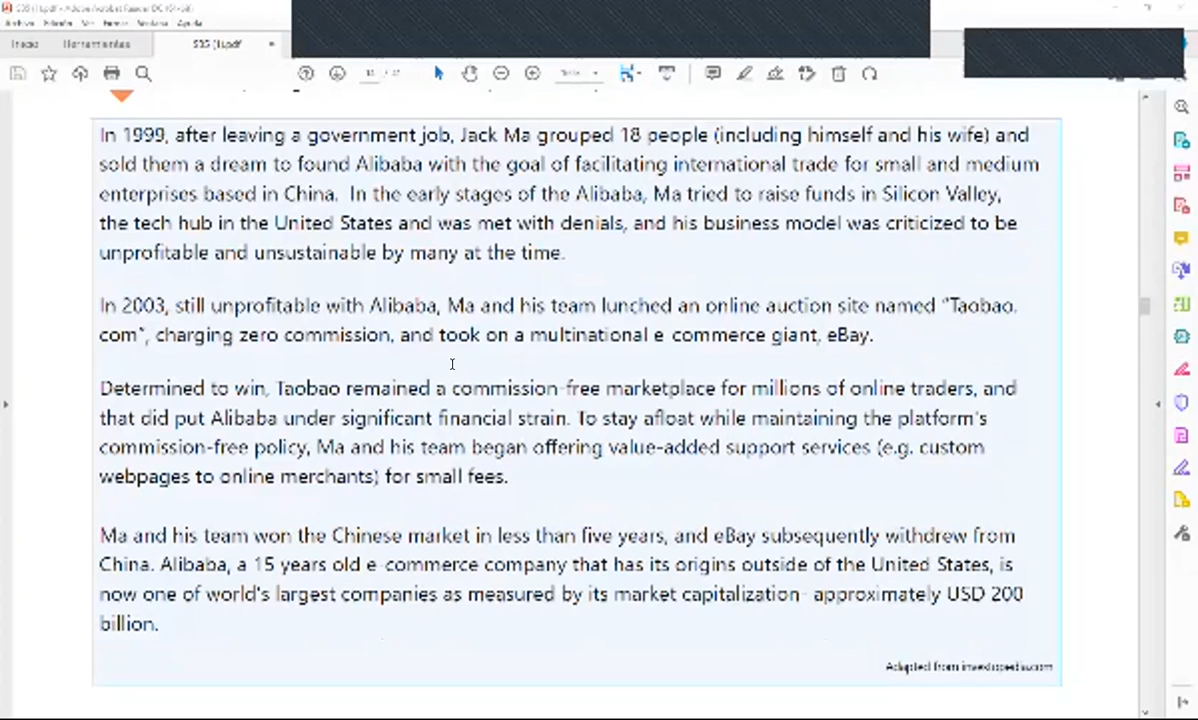 Inicio Herramientas
In 1999, after leaving a government job, Jack Ma grouped 18 people (including himself and his wife) and
sold them a dream to found Alibaba with the goal of facilitating international trade for small and medium
enterprises based in China. In the early stages of the Alibaba, Ma tried to raise funds in Silicon Valley,
the tech hub in the United States and was met with denials, and his business model was criticized to be
unprofitable and unsustainable by many at the time.
In 2003, still unprofitable with Alibaba, Ma and his team lunched an online auction site named "Taobao.
com", charging zero commission, and took on a multinational e-commerce giant, eBay.
Determined to win, Taobao remained a commission-free marketplace for millions of online traders, and
that did put Alibaba under significant financial strain. To stay afloat while maintaining the platform's
commission-free policy, Ma and his team began offering value-added support services (e.g. custom
webpages to online merchants) for small fees.
Ma and his team won the Chinese market in less than five years, and eBay subsequently withdrew from
China. Alibaba, a 15 years old e-commerce company that has its origins outside of the United States, is
now one of world's largest companies as measured by its market capitalization- approximately USD 200
billion.
Adapted from investopedia.com